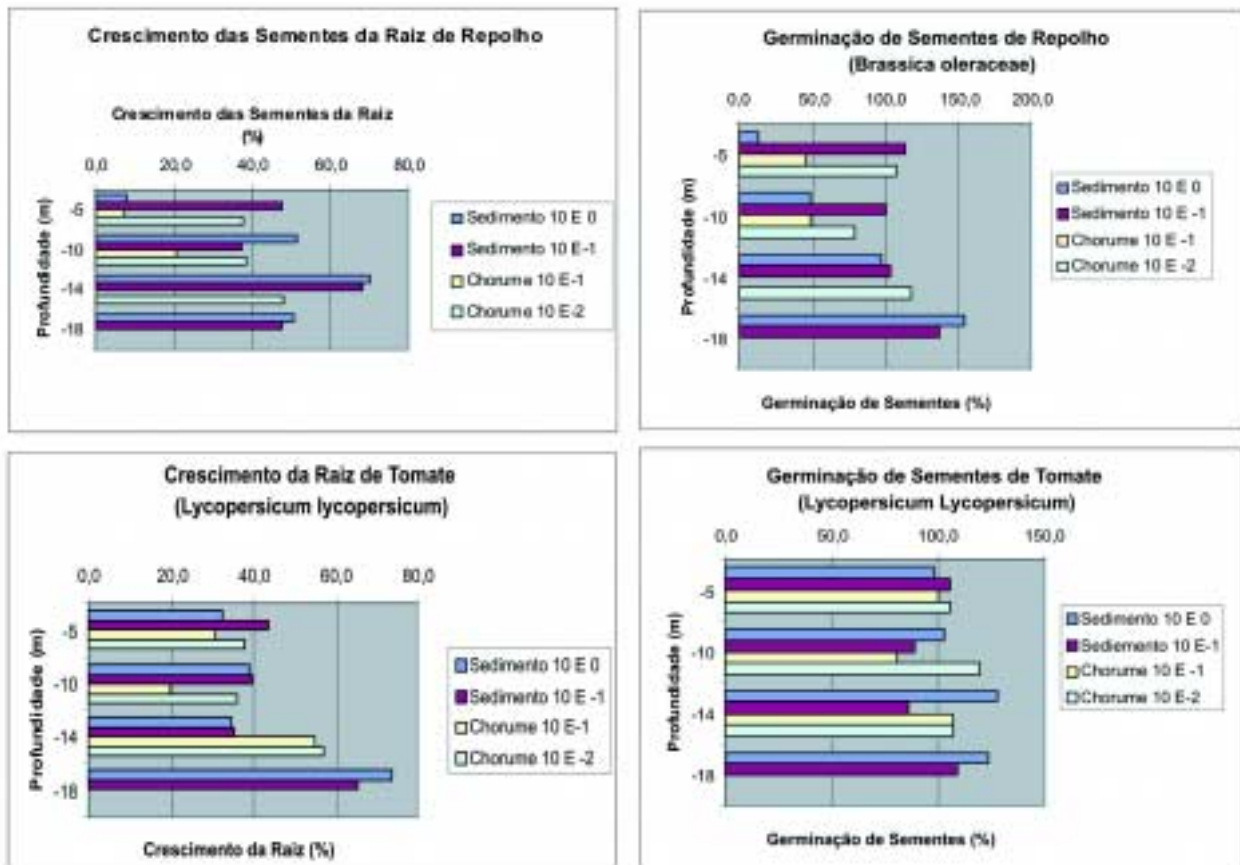 Crescimento das Sementes da Raiz de Repolho
Crescimento das Sementes da Raiz
(%)
0,0 20,0 40,0 60,0 80,0
Profundidade (m)
-5
-10
-14
-18
Sedimento 10 E 0
Sedimento 10 E -1
Chorume 10 E-1
Chorume 10 E-2
Germinação de Sementes de Repolho
(Brassica oleraceae)
0,0 50,0 100,0 150,0 200,0
Profundidade (m)
-5
-10
-14
-18
Sedimento 10 E 0
Sedimento 10 E -1
Chorume 10 E -1
Chorume 10 E -2
Germinação de Sementes (%)
Crescimento da Raiz de Tomate
(Lycopersicum lycopersicum)
0,0 20,0 40,0 60,0 80,0
Profundidade (m)
-5
-10
-14
-18
Sedimento 10 E 0
Sedimento 10 E -1
Chorume 10 E-1
Chorume 10 E -2
Crescimento da Raiz (%)
Germinação de Sementes de Tomate
(Lycopersicum Lycopersicum)
0,0 50,0 100,0 150,0
Profundidade (m)
-5
-10
-14
-18
Sedimento 10 E 0
Sediemento 10 E-1
Chorume 10 E -1
Chorume 10 E-2
Germinação de Sementes (%)